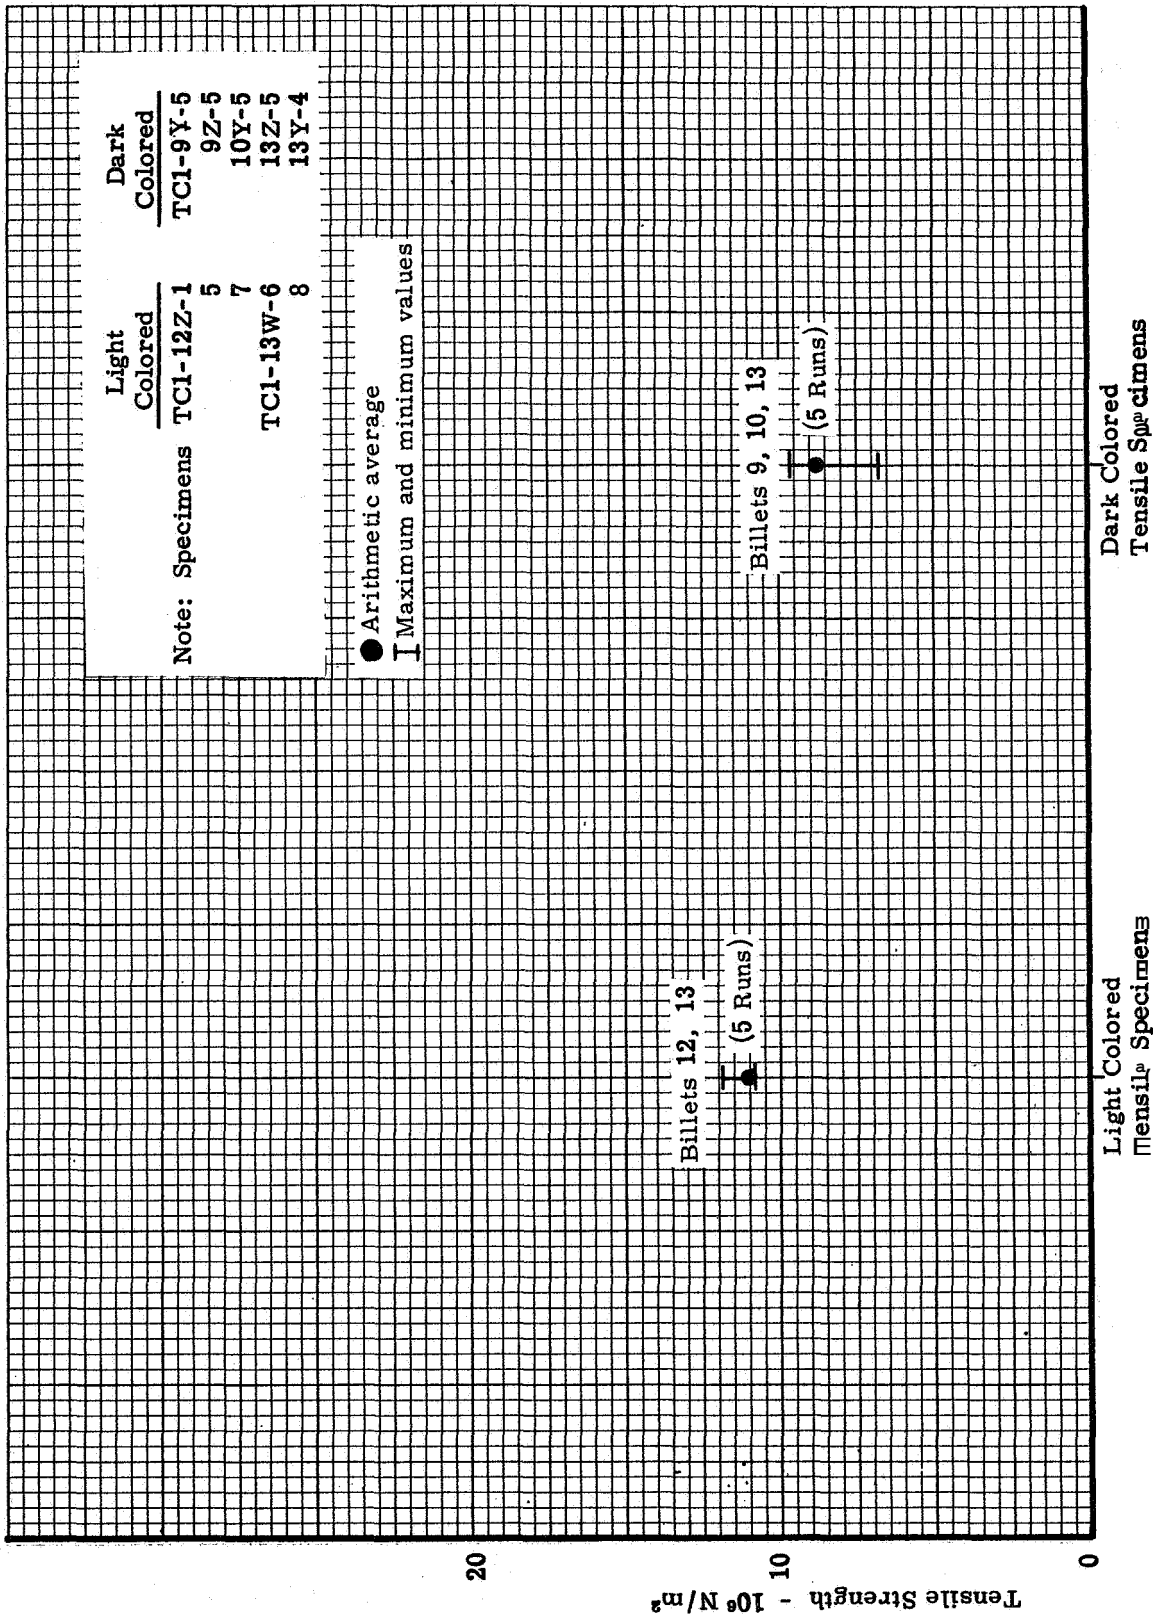 Light Dark
Colored Colored
Note: Specimens TC1-12Z-1 TC1-9Y-5
5 9Z-5
7 10Y-5
TC1-13W-6 13Z-5
8 13Y-4
● Arithmetic average
Maximum and minimum values
Billets 12, 13
(5 Runs)
Billets 9, 10, 13
(5 Runs)
Tensile Strength - 10⁶ N/m²
20
10
0
Light Colored
Specimens
Dark Colored
Tensile